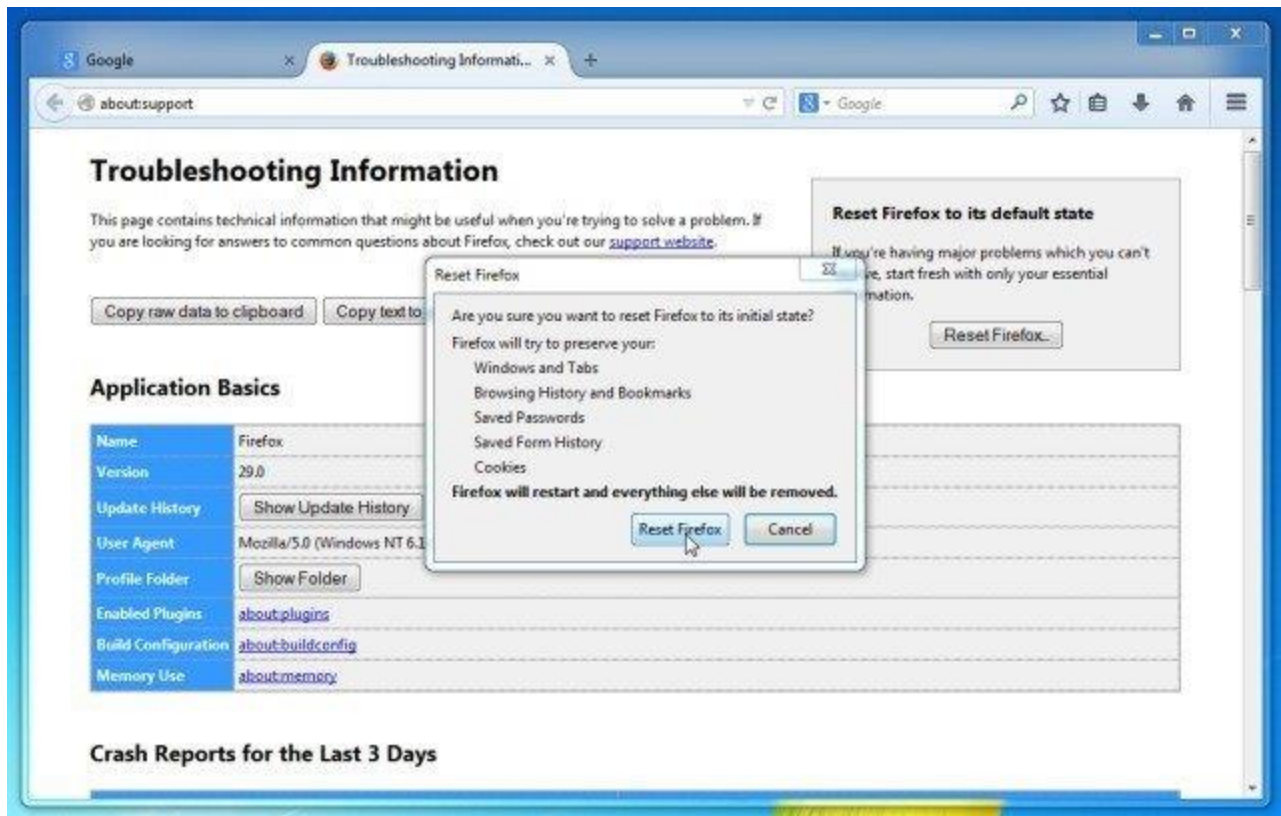 Google
Troubleshooting Informati...
about:support
Google
Troubleshooting Information
This page contains technical information that might be useful when you're trying to solve a problem. If
you are looking for answers to common questions about Firefox, check out our support website.
Copy raw data to clipboard
Copy text to
Reset Firefox to its default state
If you're having major problems which you can't
ve, start fresh with only your essential
mation.
Reset Firefox..
Reset Firefox
Are you sure you want to reset Firefox to its initial state?
Firefox will try to preserve your:
Windows and Tabs
Browsing History and Bookmarks
Saved Passwords
Saved Form History
Cookies
Firefox will restart and everything else will be removed.
Reset Firefox
Cancel
Application Basics
Name Firefox
Version 29.0
Update History Show Update History
User Agent Mozilla/5.0 (Windows NT 6.1
Profile Folder Show Folder
Enabled Plugins about:plugins
Build Configuration about:buildconfig
Memory Use about:memory
Crash Reports for the Last 3 Days